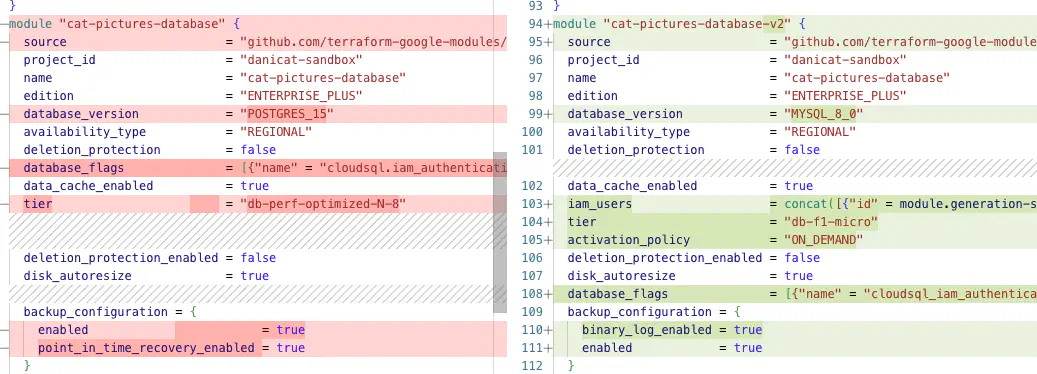 }
module "cat-pictures-database" {
source = "github.com/terraform-google-modules/
project_id = "danicat-sandbox"
name = "cat-pictures-database"
edition = "ENTERPRISE_PLUS"
database_version = "POSTGRES_15"
availability_type = "REGIONAL"
deletion_protection = false
database_flags = [{"name" = "cloudsql.iam_authenticati
data_cache_enabled = true
tier = "db-perf-optimized-N-8"
deletion_protection_enabled = false
disk_autoresize = true
backup_configuration = {
enabled = true
point_in_time_recovery_enabled = true
}
93 }
94+ module "cat-pictures-database-v2" {
95+ source = "github.com/terraform-google-module
96 project_id = "danicat-sandbox"
97 name = "cat-pictures-database"
98 edition = "ENTERPRISE_PLUS"
99+ database_version = "MYSQL_8_0"
100 availability_type = "REGIONAL"
101 deletion_protection = false
102 data_cache_enabled = true
103+ iam_users = concat([{"id" = module.generation-s
104+ tier = "db-f1-micro"
105+ activation_policy = "ON_DEMAND"
106 deletion_protection_enabled = false
107 disk_autoresize = true
108+ database_flags = [{"name" = "cloudsql_iam_authentica
109 backup_configuration = {
110+ binary_log_enabled = true
111+ enabled = true
112 }